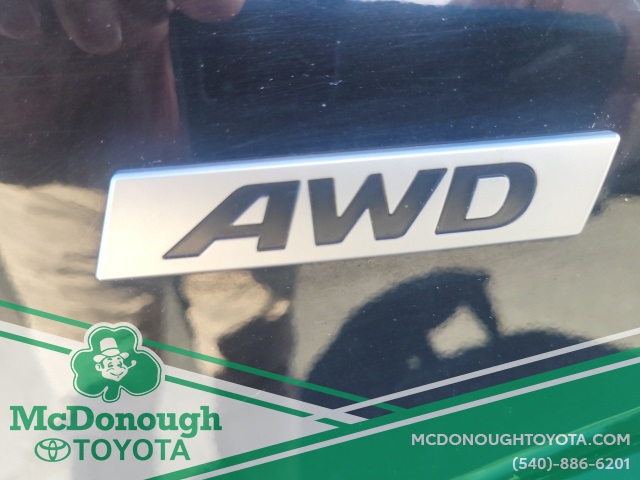 AWD
McDonough
TOYOTA
MCDONOUGHTOYOTA.COM
(540)-886-6201